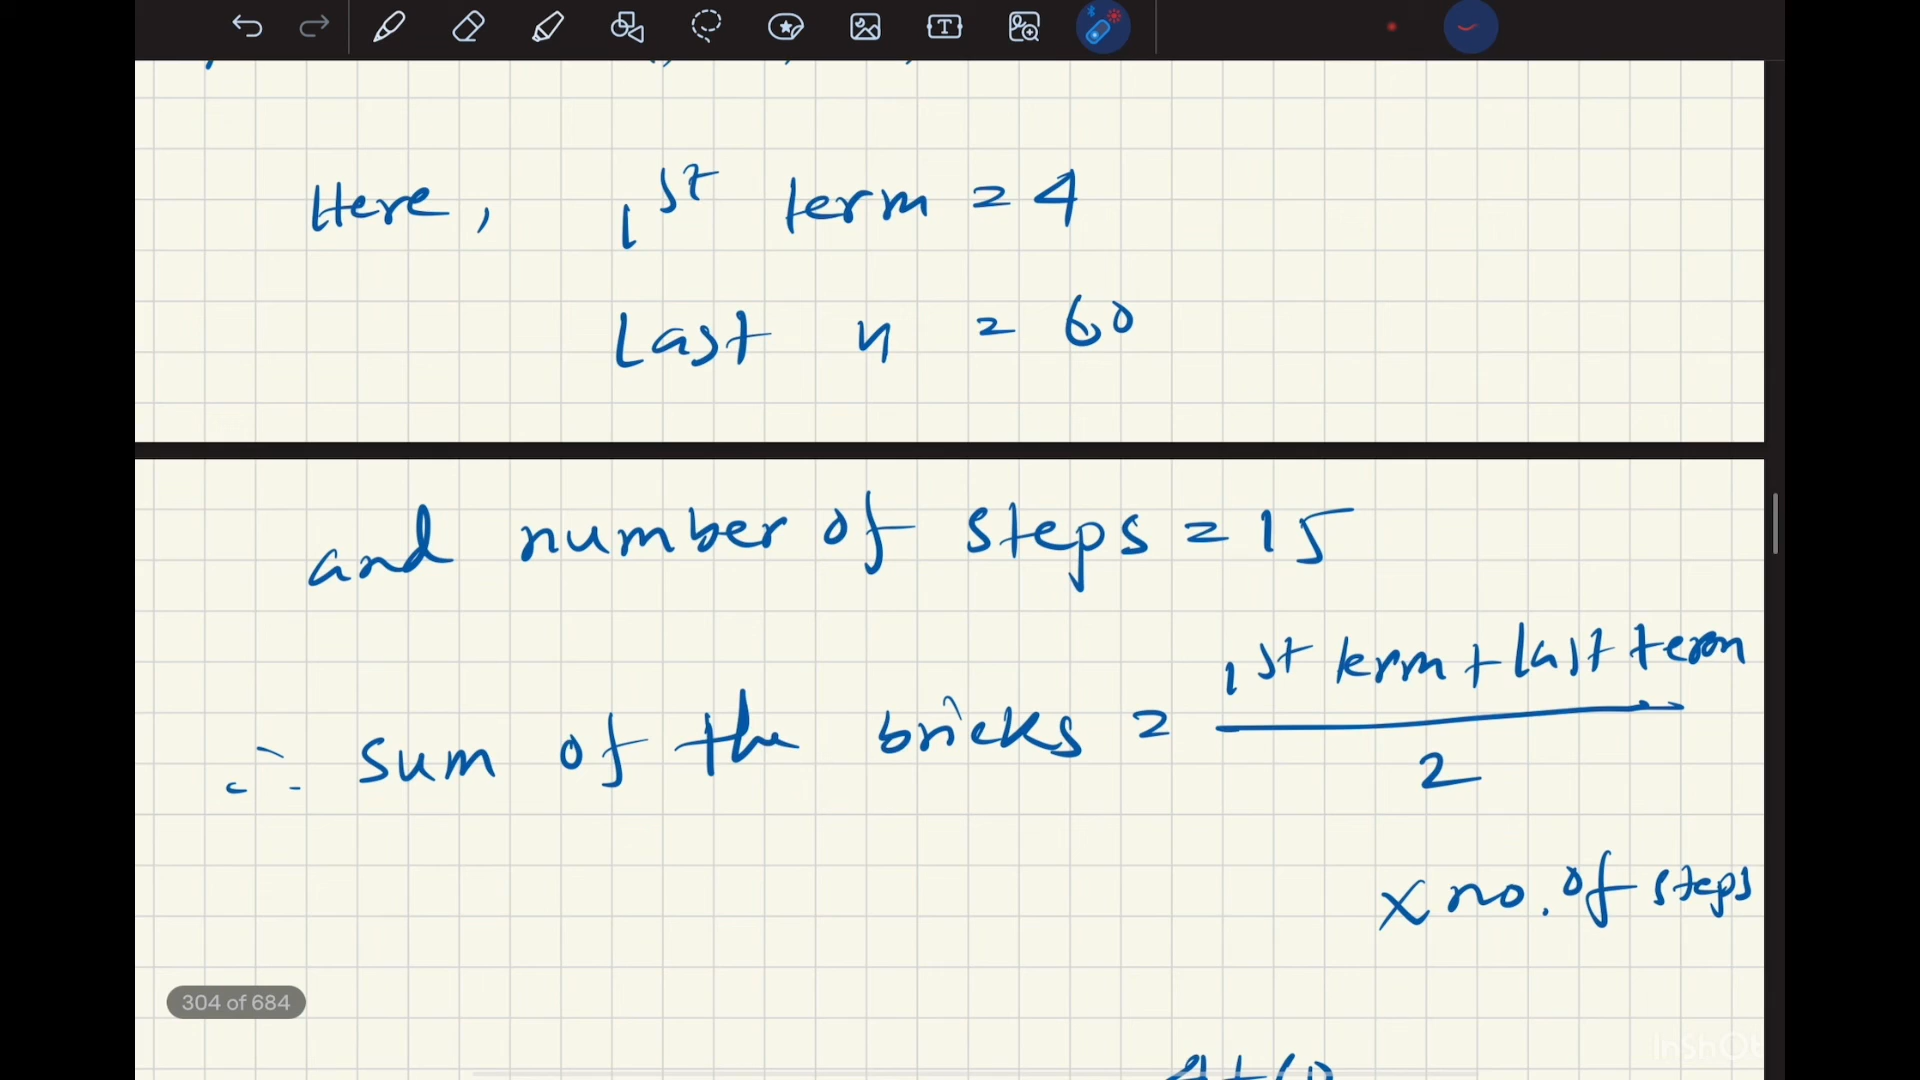 Here, 1st term = 4
Last " = 60
and number of steps = 15
1st term + last term
∴ sum of the bricks = 
2
x no. of steps
304 of 684
InShOt